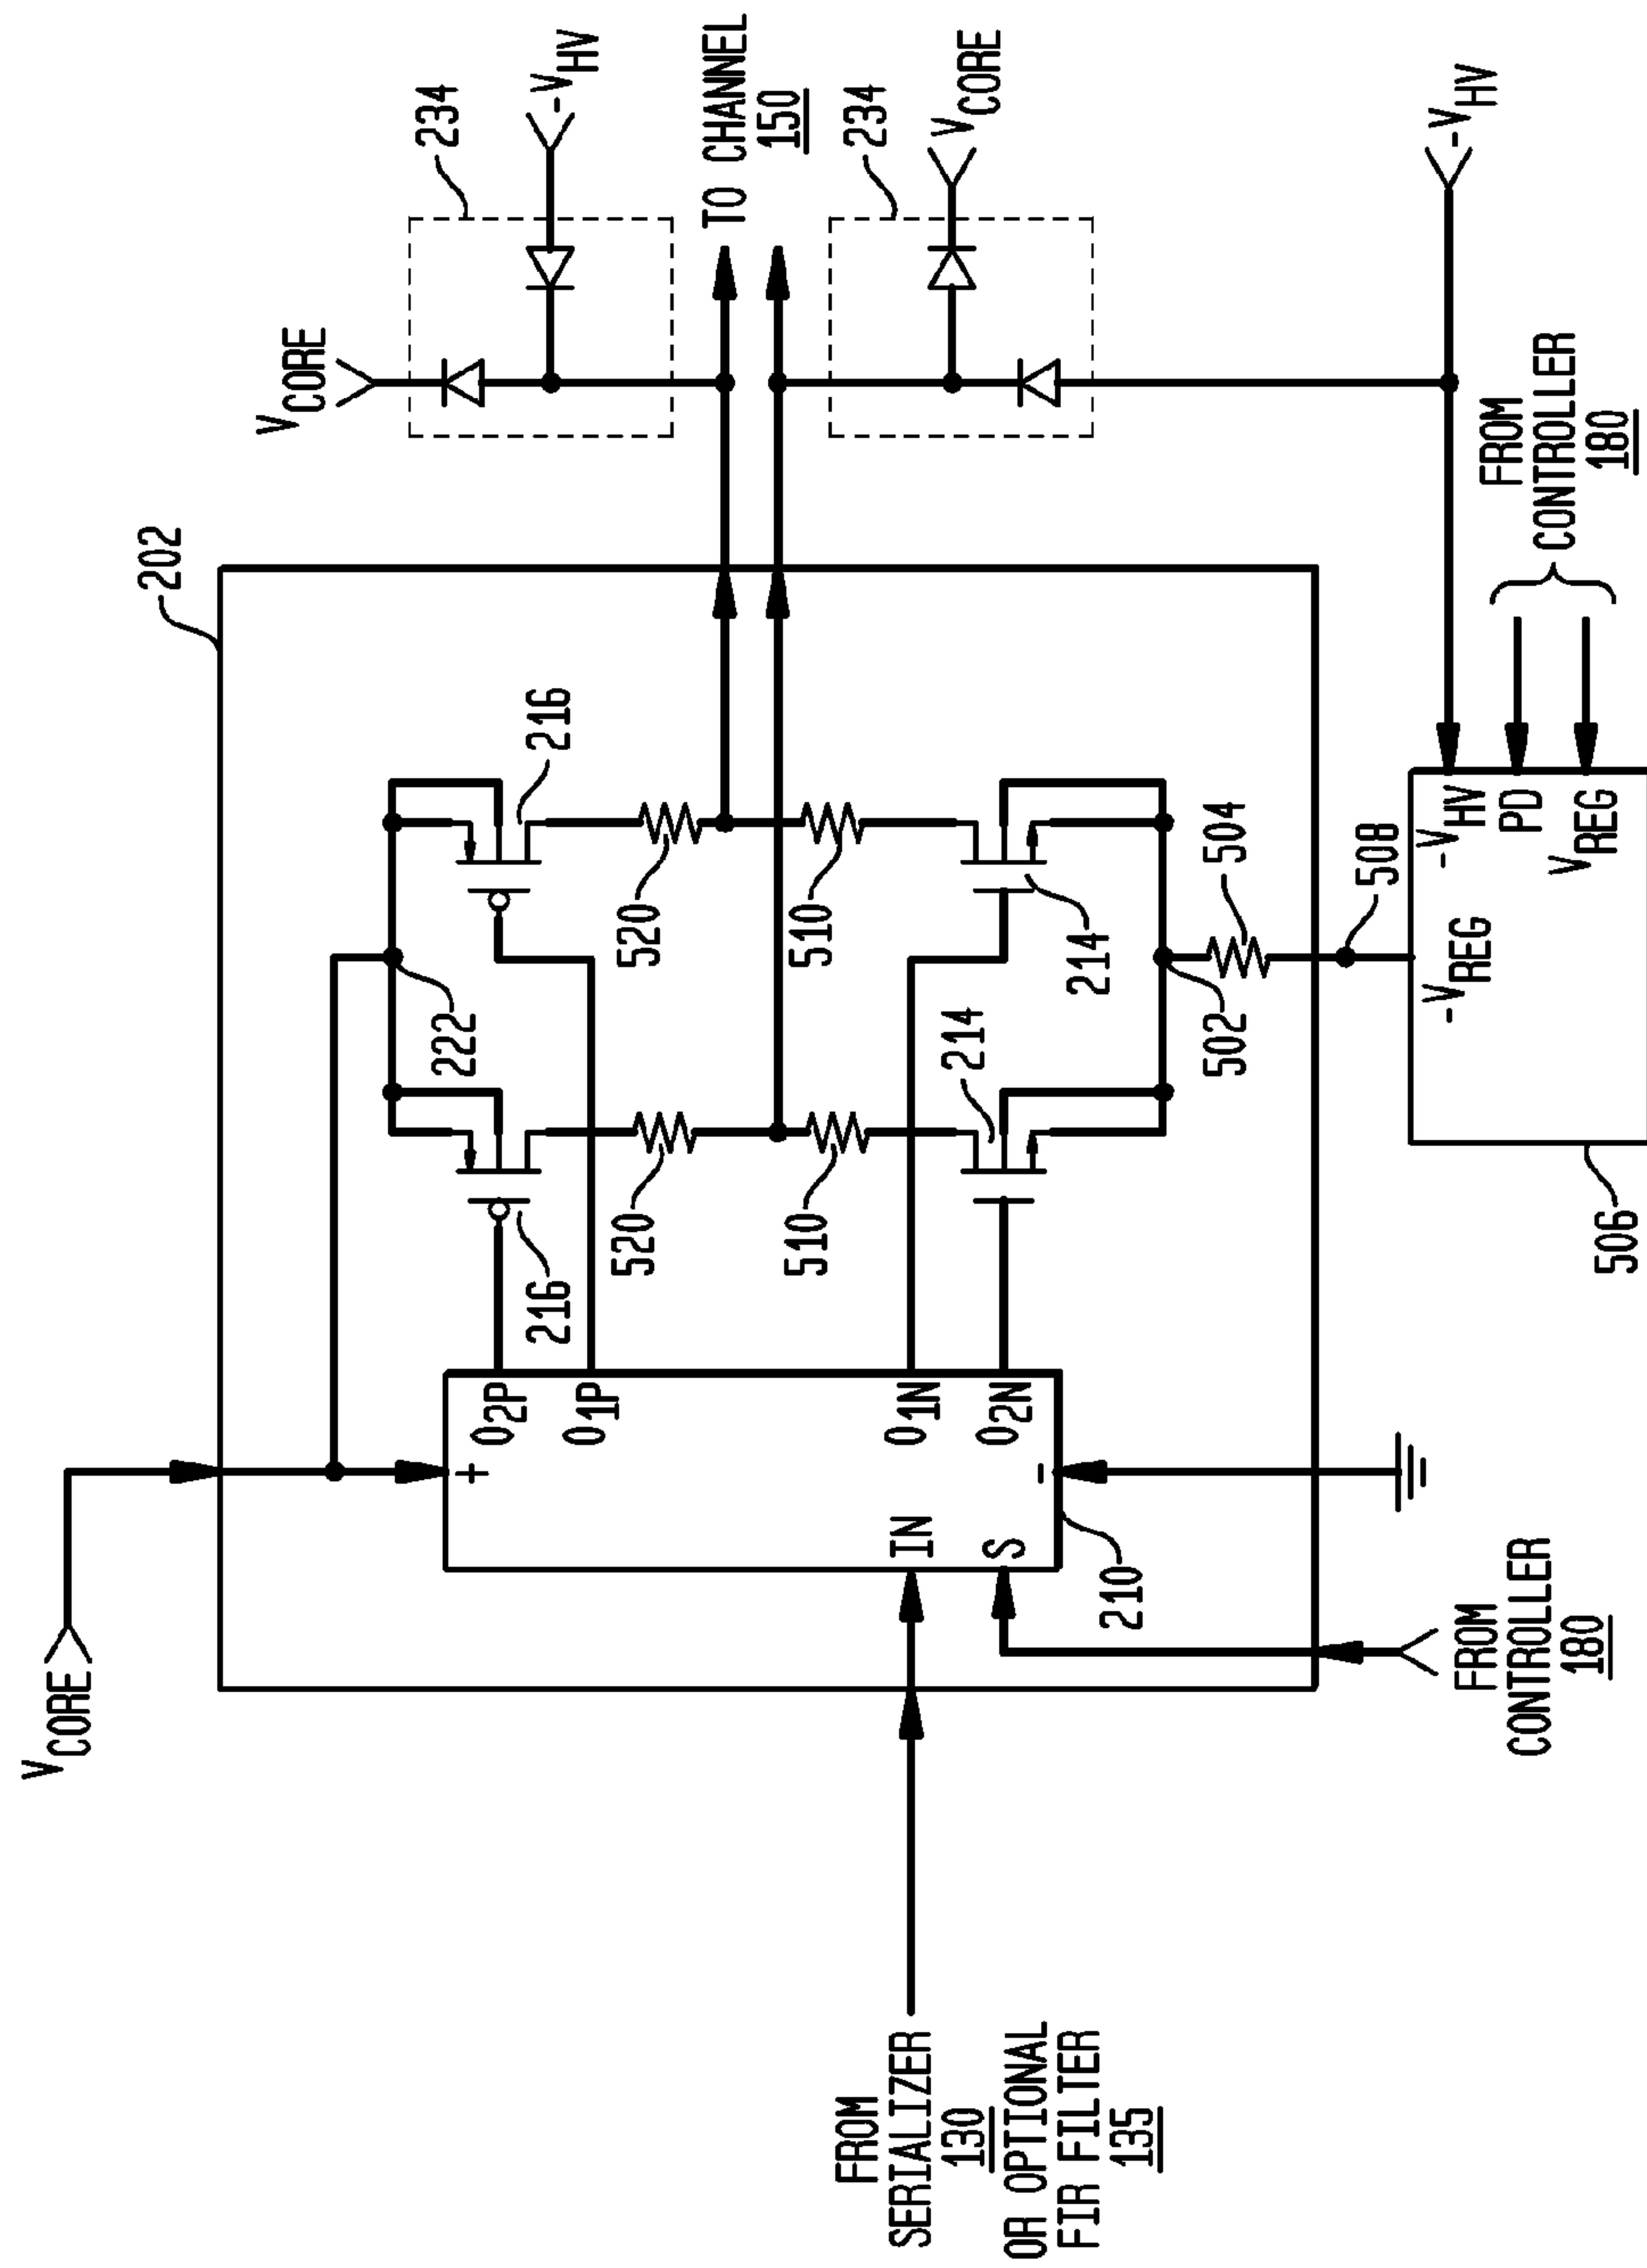 VCORE
202
VCORE
234
-VHV
TO CHANNEL
150
234
VCORE
-VHV
222
216
216
520
520
510
510
214
214
502
504
508
+
O2P
O1P
O1N
O2N
-
IN
S
210
FROM
SERIALIZER
130
OR OPTIONAL
FIR FILTER
135
FROM
CONTROLLER
180
-VREG
-VHV
PD
VREG
506
FROM
CONTROLLER
180